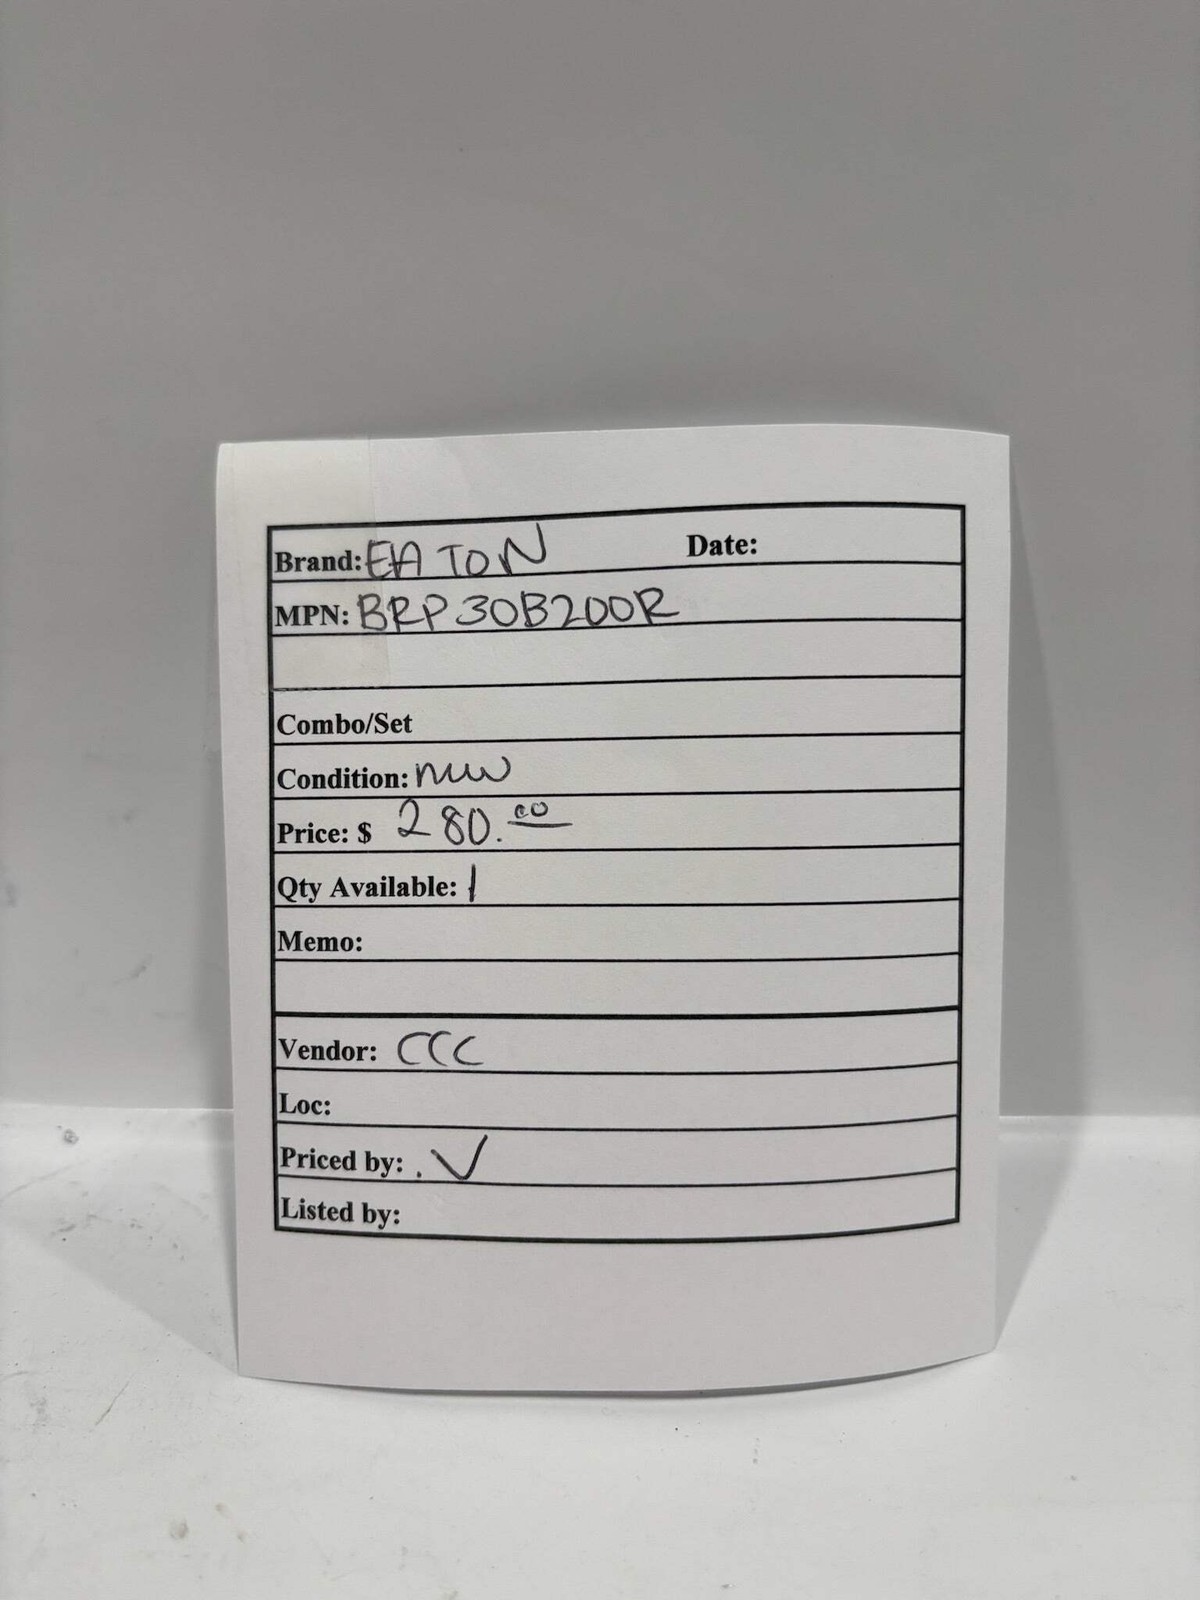 Brand: EATON Date:
MPN: BRP30B200R
Combo/Set
Condition: new
Price: $ 280.00
Qty Available: 1
Memo:
Vendor: CCC
Loc:
Priced by: . V
Listed by: